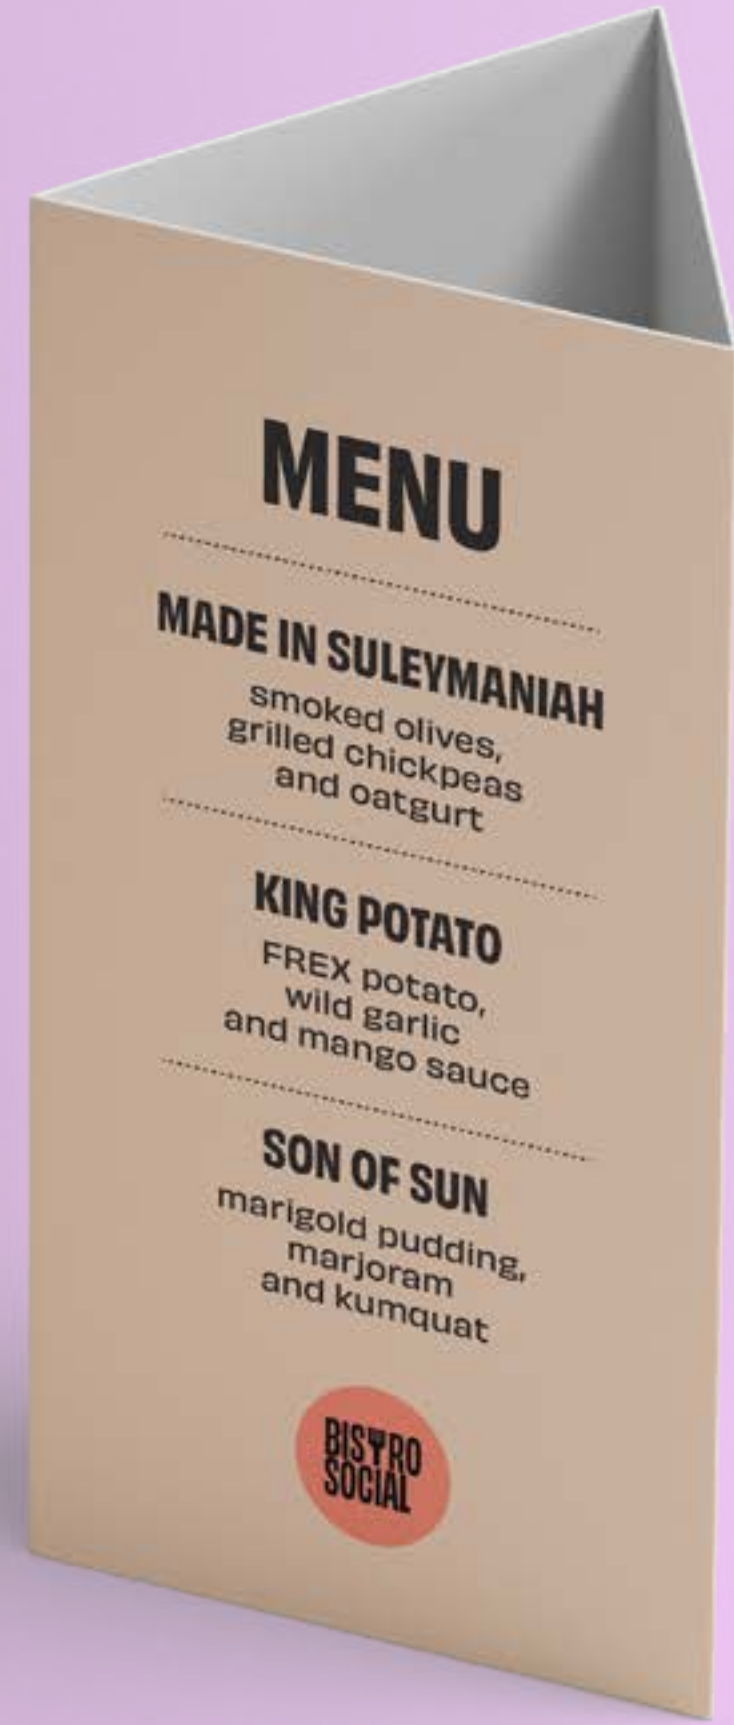 MENU
MADE IN SULEYMANIAH
smoked olives,
grilled chickpeas
and oatgurt
KING POTATO
FREX potato,
wild garlic
and mango sauce
SON OF SUN
marigold pudding,
marjoram
and kumquat
BISTRO
SOCIAL